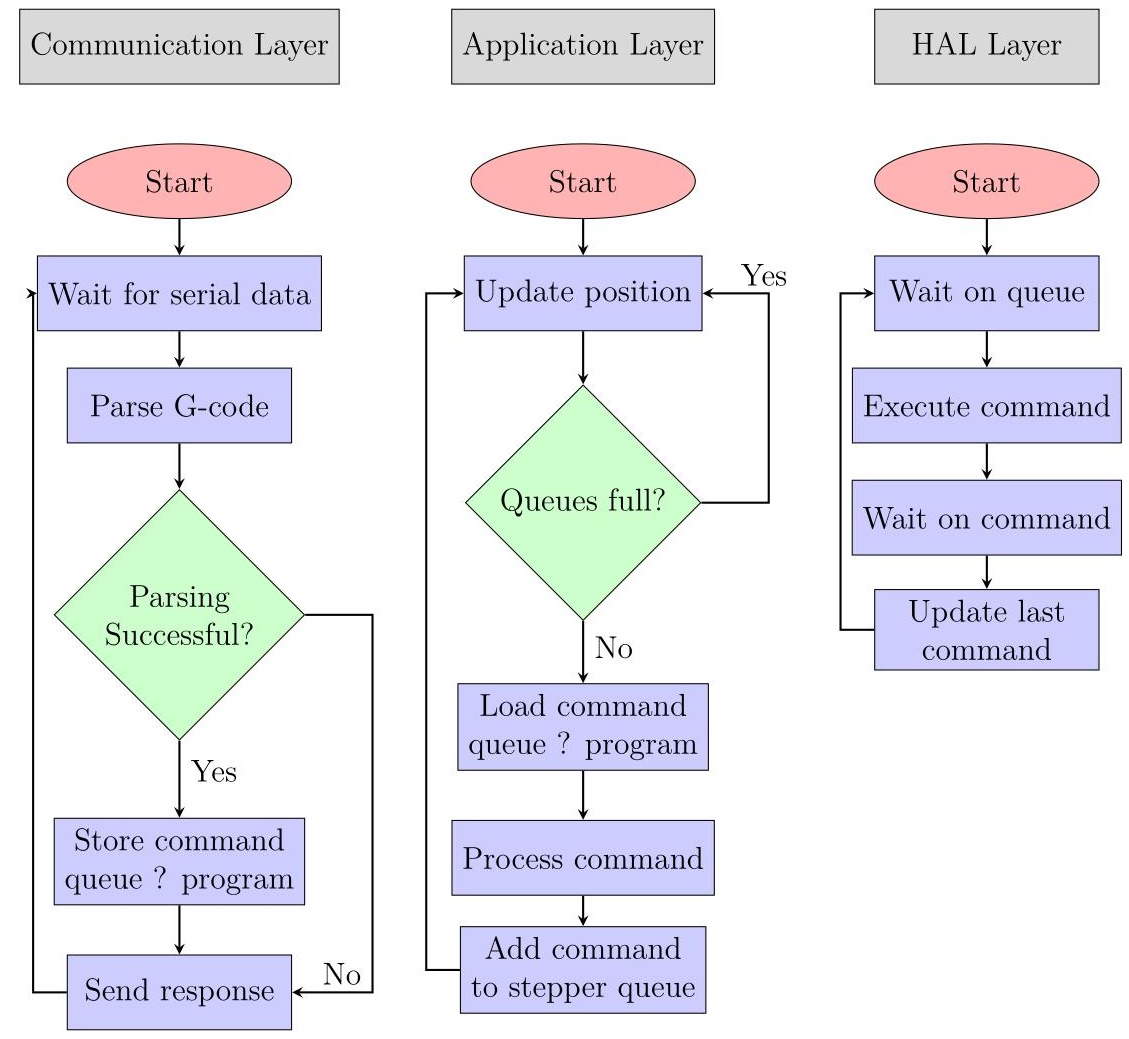 Communication Layer
Start
Wait for serial data
Parse G-code
Parsing
Successful?
Yes
Store command
queue ? program
No
Send response
Application Layer
Start
Yes
Update position
Queues full?
No
Load command
queue ? program
Process command
Add command
to stepper queue
HAL Layer
Start
Wait on queue
Execute command
Wait on command
Update last
command